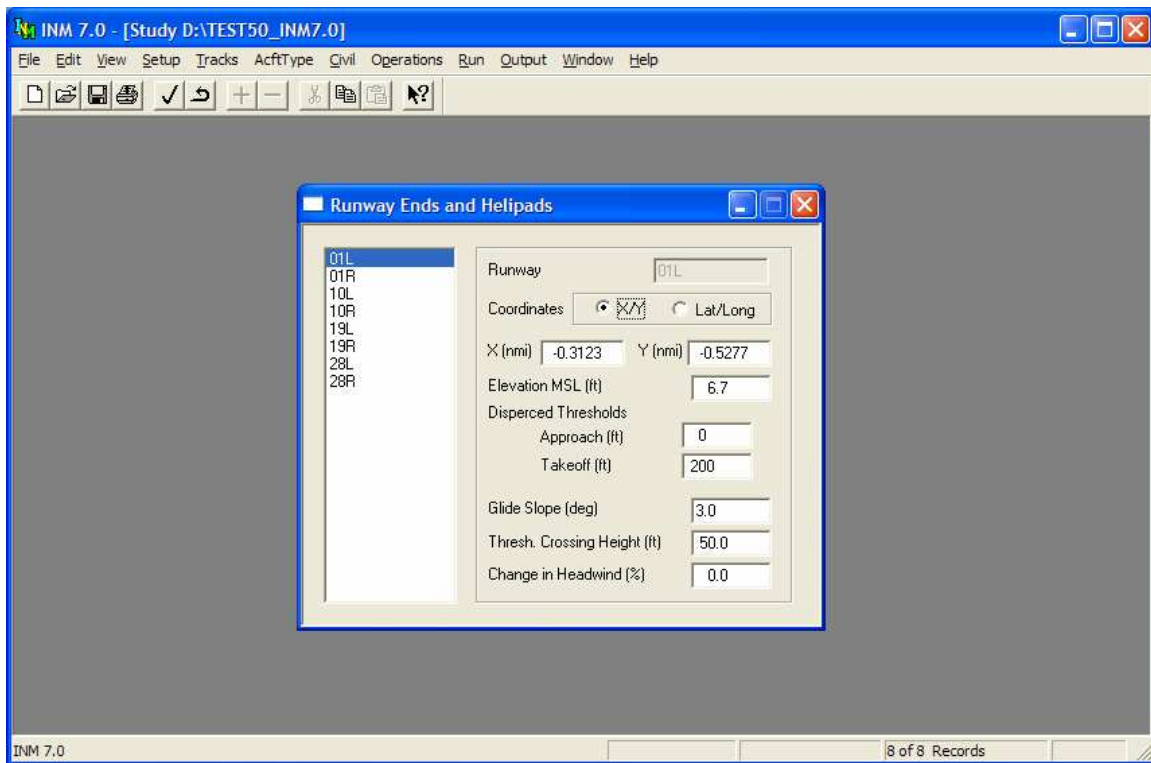 INM 7.0 - [Study D:\TEST50_INM7.0]
File Edit View Setup Tracks AcftType Civil Operations Run Output Window Help
Runway Ends and Helipads
01L
01R
10L
10R
19L
19R
28L
28R
Runway 01L
Coordinates X/Y Lat/Long
X (nmi) -0.3123 Y (nmi) -0.5277
Elevation MSL (ft) 6.7
Disperced Thresholds
Approach (ft) 0
Takeoff (ft) 200
Glide Slope (deg) 3.0
Thresh. Crossing Height (ft) 50.0
Change in Headwind (%) 0.0
INM 7.0 8 of 8 Records